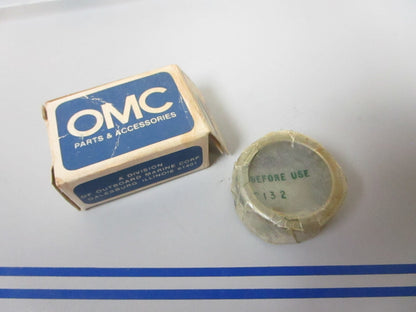 OMC
PARTS & ACCESSORIES
A DIVISION
OF OUTBOARD MARINE CORP
GALESBURG ILLINOIS 61401
BEFORE USE
132